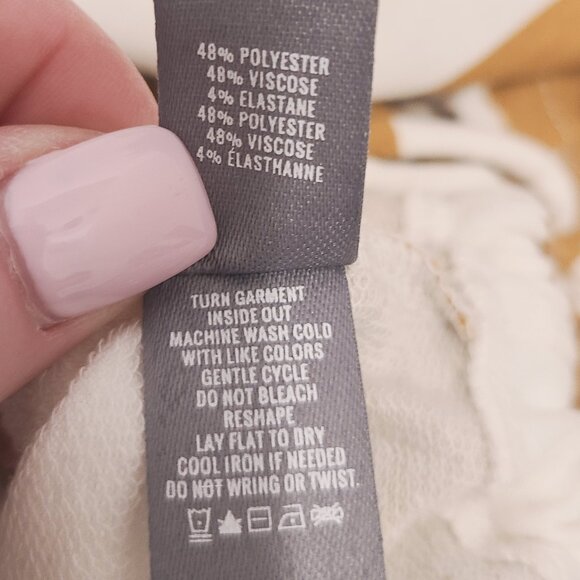 48% POLYESTER
48% VISCOSE
4% ELASTANE
48% POLYESTER
48% VISCOSE
4% ÉLASTHANNE
TURN GARMENT
INSIDE OUT
MACHINE WASH COLD
WITH LIKE COLORS
GENTLE CYCLE
DO NOT BLEACH
RESHAPE
LAY FLAT TO DRY
COOL IRON IF NEEDED
DO NOT WRING OR TWIST.